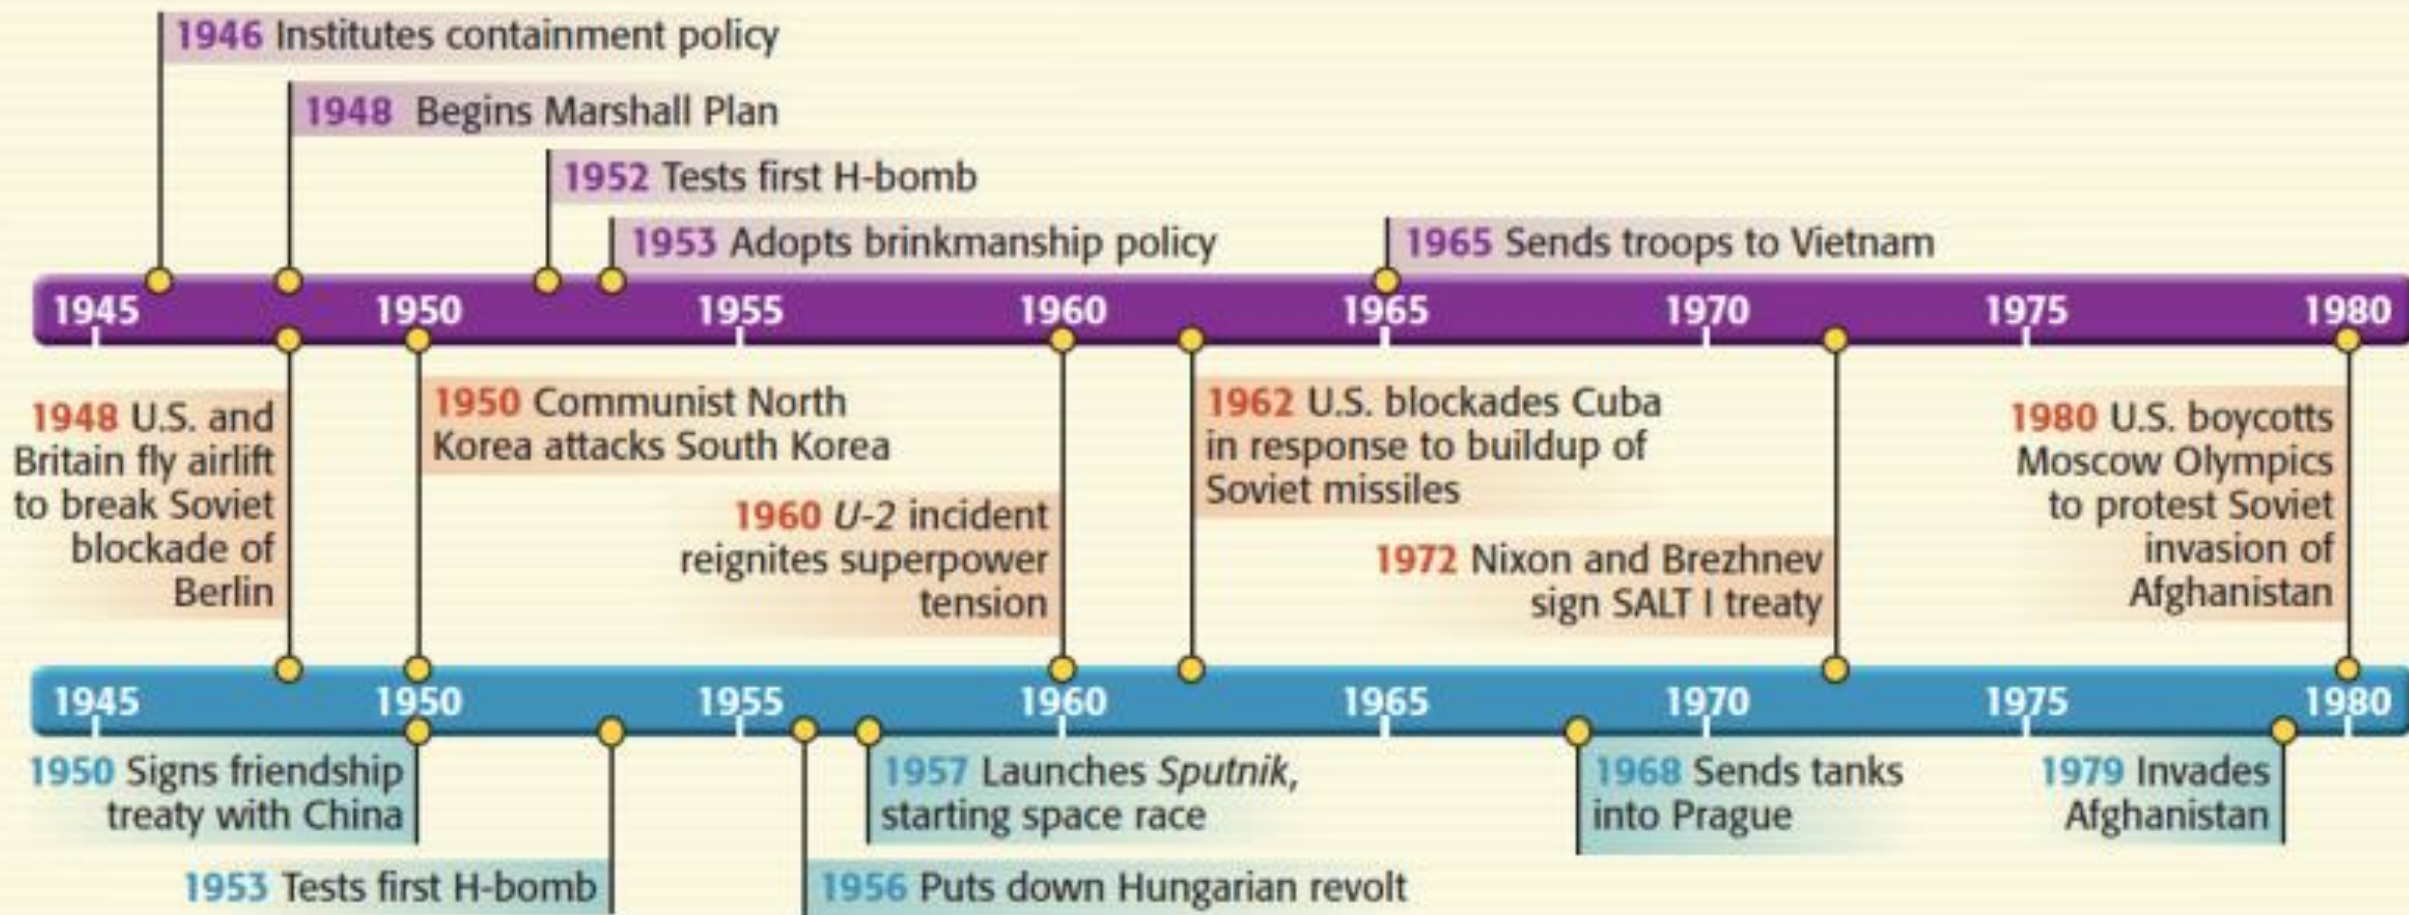 1946 Institutes containment policy
1948 Begins Marshall Plan
1952 Tests first H-bomb
1953 Adopts brinkmanship policy
1965 Sends troops to Vietnam
1945 1950 1955 1960 1965 1970 1975 1980
1948 U.S. and
Britain fly airlift
to break Soviet
blockade of
Berlin
1950 Communist North
Korea attacks South Korea
1960 U-2 incident
reignites superpower
tension
1962 U.S. blockades Cuba
in response to buildup of
Soviet missiles
1972 Nixon and Brezhnev
sign SALT I treaty
1980 U.S. boycotts
Moscow Olympics
to protest Soviet
invasion of
Afghanistan
1945 1950 1955 1960 1965 1970 1975 1980
1950 Signs friendship
treaty with China
1953 Tests first H-bomb
1957 Launches Sputnik,
starting space race
1956 Puts down Hungarian revolt
1968 Sends tanks
into Prague
1979 Invades
Afghanistan